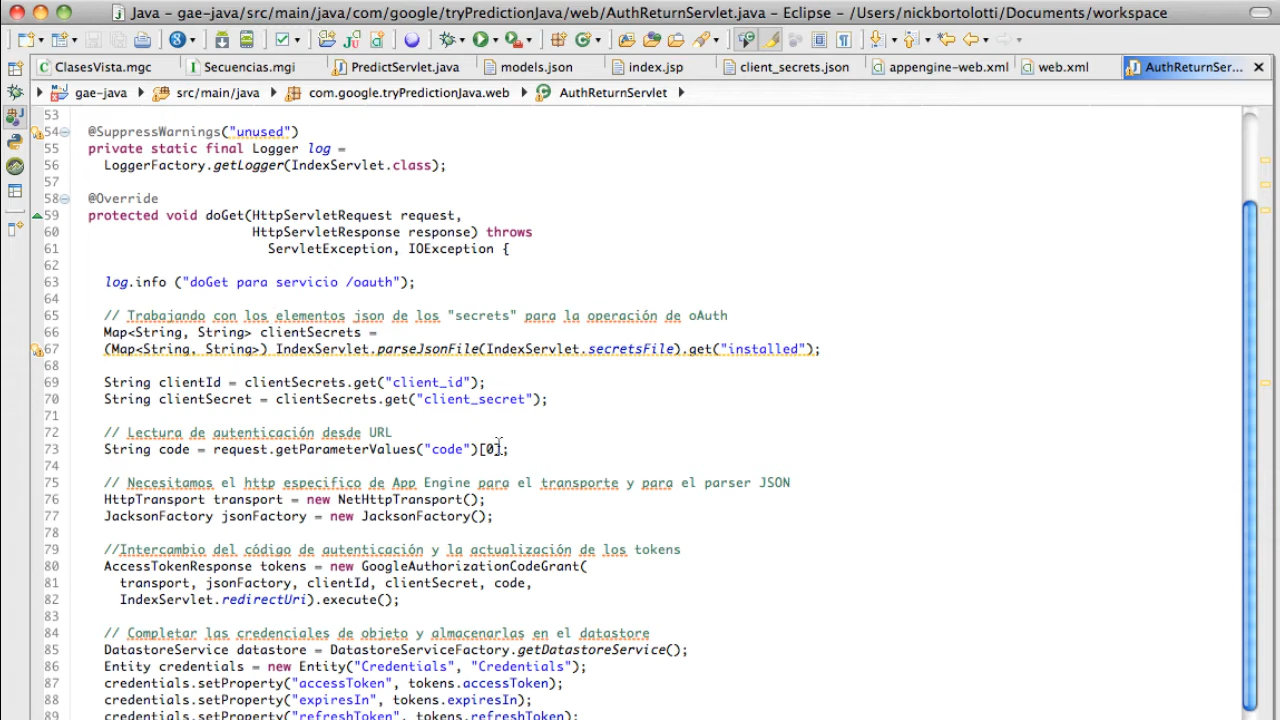 Java - gae-java/src/main/java/com/google/tryPredictionJava/web/AuthReturnServlet.java - Eclipse - /Users/nickbortolotti/Documents/workspace
ClasesVista.mgc Secuencias.mgi PredictServlet.java models.json index.jsp client_secrets.json appengine-web.xml web.xml AuthReturnSer...
gae-java src/main/java com.google.tryPredictionJava.web AuthReturnServlet
53
54 @SuppressWarnings("unused")
55 private static final Logger log =
56 LoggerFactory.getLogger(IndexServlet.class);
57
58 @Override
59 protected void doGet(HttpServletRequest request,
60 HttpServletResponse response) throws
61 ServletException, IOException {
62
63 log.info ("doGet para servicio /oauth");
64
65 // Trabajando con los elementos json de los "secrets" para la operación de oAuth
66 Map<String, String> clientSecrets =
67 (Map<String, String>) IndexServlet.parseJsonFile(IndexServlet.secretsFile).get("installed");
68
69 String clientId = clientSecrets.get("client_id");
70 String clientSecret = clientSecrets.get("client_secret");
71
72 // Lectura de autenticación desde URL
73 String code = request.getParameterValues("code")[0];
74
75 // Necesitamos el http especifico de App Engine para el transporte y para el parser JSON
76 HttpTransport transport = new NetHttpTransport();
77 JacksonFactory jsonFactory = new JacksonFactory();
78
79 //Intercambio del código de autenticación y la actualización de los tokens
80 AccessTokenResponse tokens = new GoogleAuthorizationCodeGrant(
81 transport, jsonFactory, clientId, clientSecret, code,
82 IndexServlet.redirectUri).execute();
83
84 // Completar las credenciales de objeto y almacenarlas en el datastore
85 DatastoreService datastore = DatastoreServiceFactory.getDatastoreService();
86 Entity credentials = new Entity("Credentials", "Credentials");
87 credentials.setProperty("accessToken", tokens.accessToken);
88 credentials.setProperty("expiresIn", tokens.expiresIn);
89 credentials.setProperty("refreshToken", tokens.refreshToken);